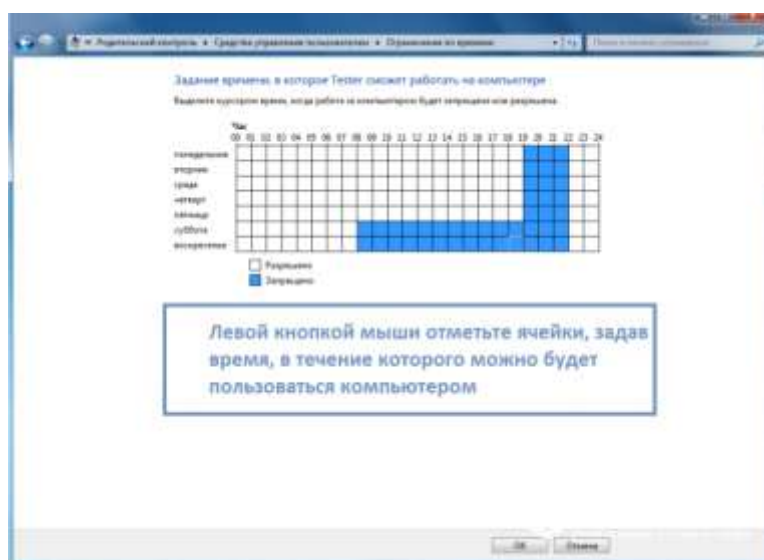 Родительский контроль ▸ Средства управления пользователями ▸ Ограничения по времени
Задание времени, в которое Tester сможет работать на компьютере
Выделите курсором время, когда работа за компьютером будет запрещена или разрешена.
Час
00 01 02 03 04 05 06 07 08 09 10 11 12 13 14 15 16 17 18 19 20 21 22 23 24
понедельник
вторник
среда
четверг
пятница
суббота
воскресенье
Разрешено
Запрещено
Левой кнопкой мыши отметьте ячейки, задав
время, в течение которого можно будет
пользоваться компьютером
ОК Отмена